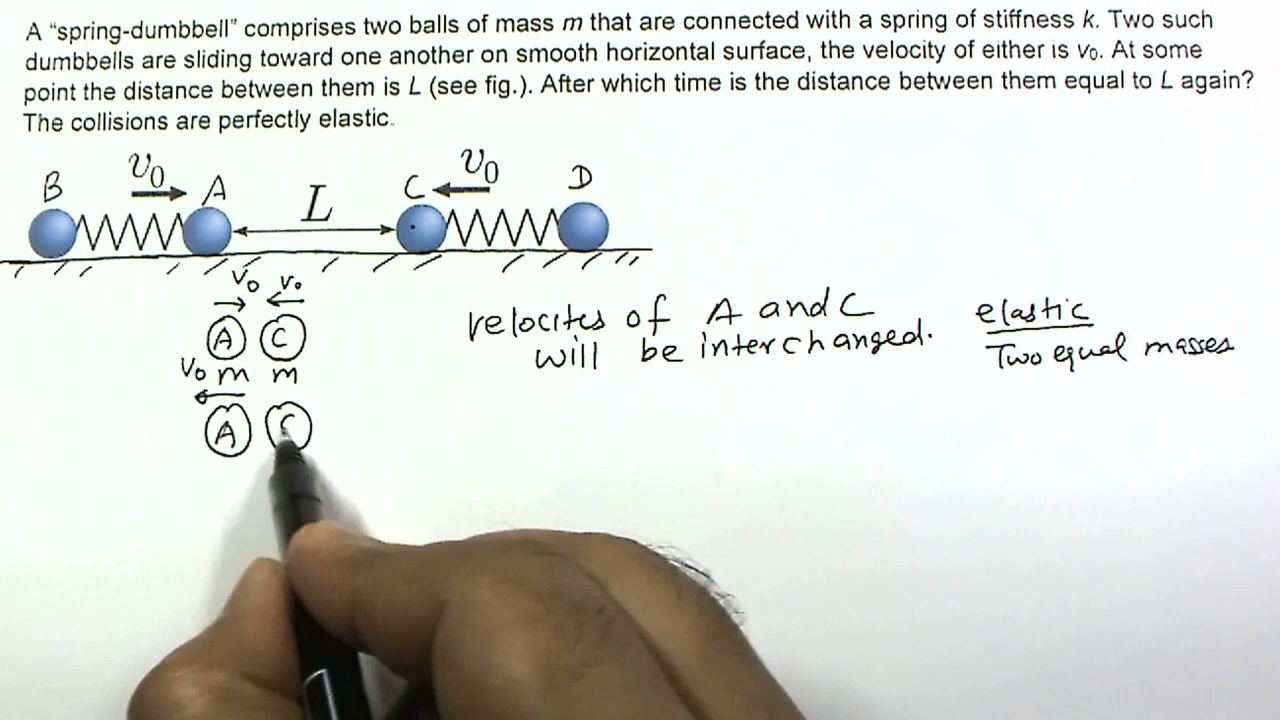 A “spring-dumbbell” comprises two balls of mass m that are connected with a spring of stiffness k. Two such
dumbbells are sliding toward one another on smooth horizontal surface, the velocity of either is v₀. At some
point the distance between them is L (see fig.). After which time is the distance between them equal to L again?
The collisions are perfectly elastic.
B v₀ A L C v₀ D
v₀ v₀
A C
v₀ m m
A C
velocites of A and C
will be interchanged.
elastic
Two equal masses